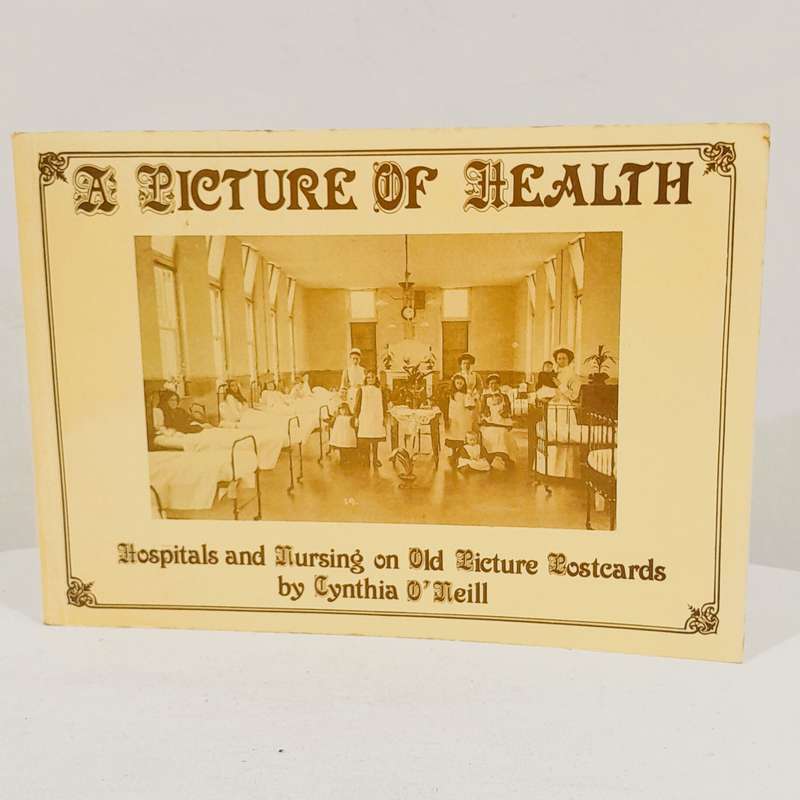 A Picture Of Health
Hospitals and Nursing on Old Picture Postcards
by Cynthia O'Neill